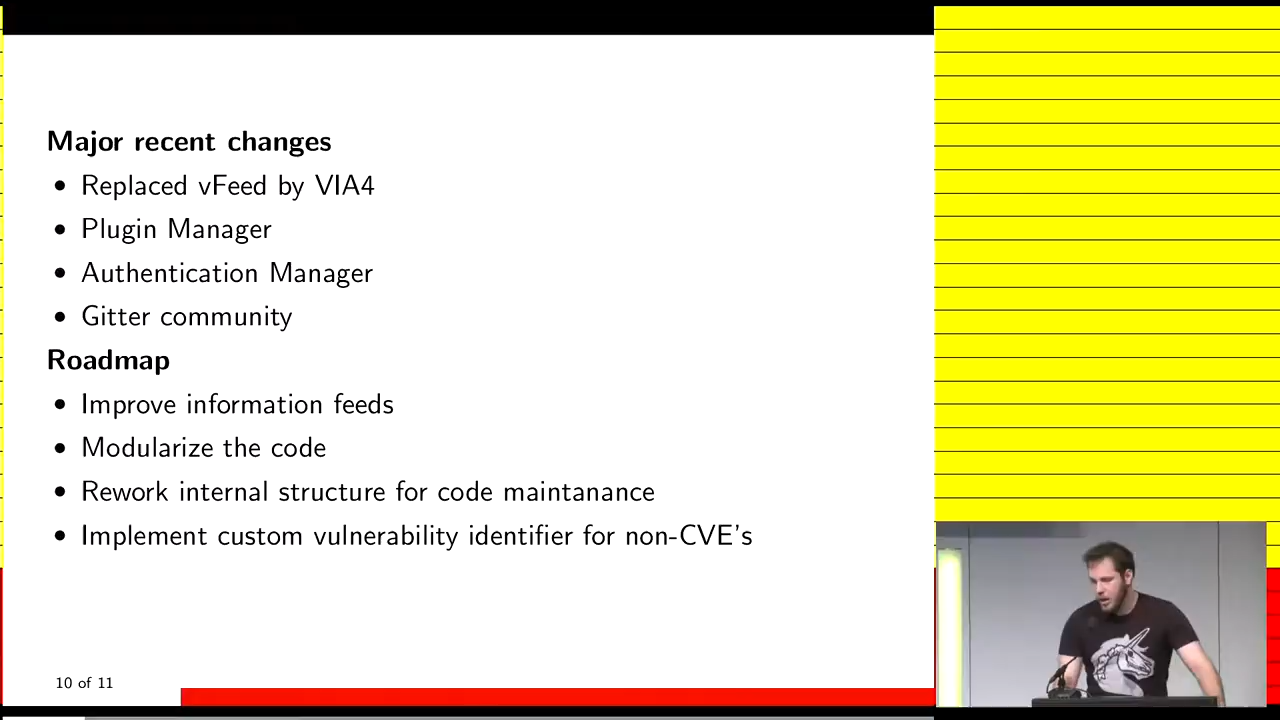 Major recent changes
• Replaced vFeed by VIA4
• Plugin Manager
• Authentication Manager
• Gitter community
Roadmap
• Improve information feeds
• Modularize the code
• Rework internal structure for code maintanance
• Implement custom vulnerability identifier for non-CVE's
10 of 11